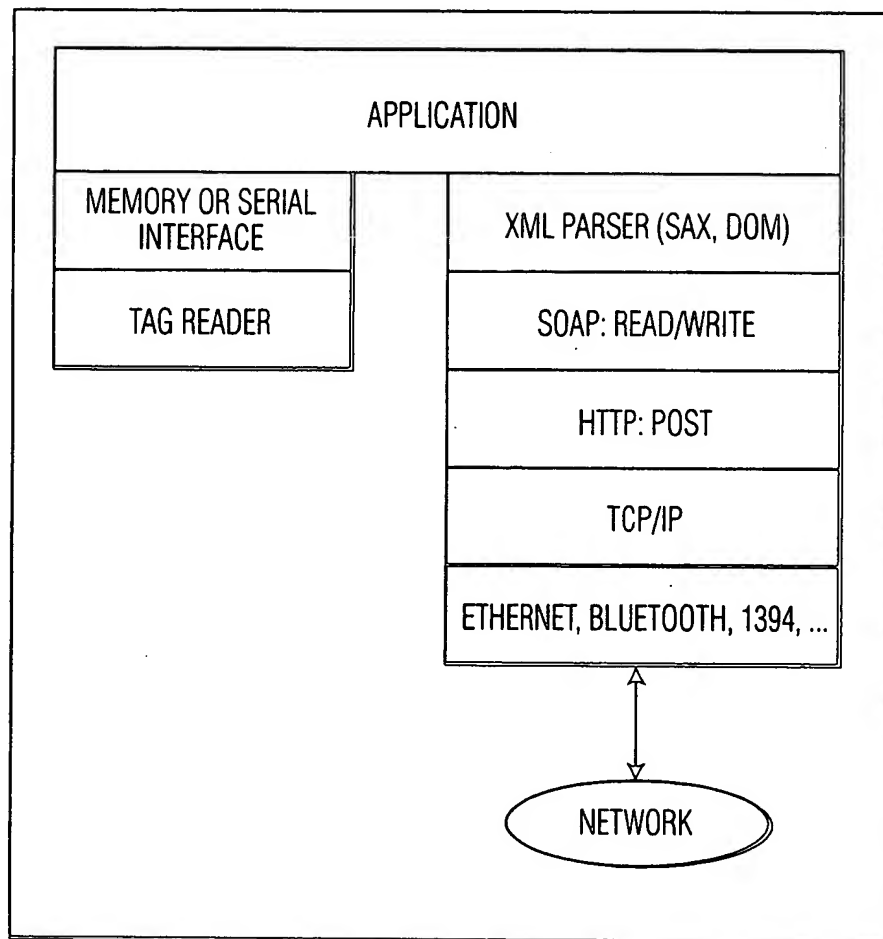 APPLICATION
MEMORY OR SERIAL
INTERFACE
TAG READER
XML PARSER (SAX, DOM)
SOAP: READ/WRITE
HTTP: POST
TCP/IP
ETHERNET, BLUETOOTH, 1394, ...
NETWORK